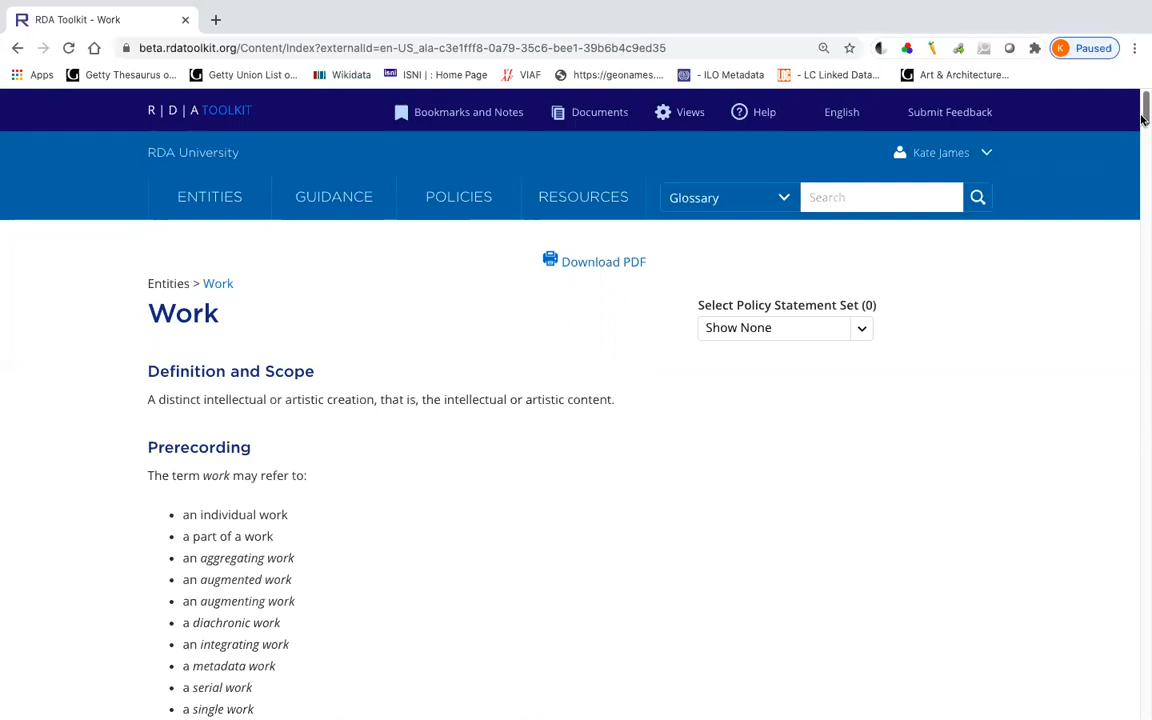 RDA Toolkit - Work
beta.rdatoolkit.org/Content/Index?externalId=en-US_ala-c3e1fff8-0a79-35c6-bee1-39b6b4c9ed35
K Paused
Apps Getty Thesaurus o... Getty Union List o... Wikidata ISNI | : Home Page VIAF https://geonames.... - ILO Metadata - LC Linked Data... Art & Architecture...
R | D | A TOOLKIT Bookmarks and Notes Documents Views Help English Submit Feedback
RDA University Kate James
ENTITIES GUIDANCE POLICIES RESOURCES Glossary Search
Download PDF
Entities > Work
Work
Select Policy Statement Set (0)
Show None
Definition and Scope
A distinct intellectual or artistic creation, that is, the intellectual or artistic content.
Prerecording
The term work may refer to:
• an individual work
• a part of a work
• an aggregating work
• an augmented work
• an augmenting work
• a diachronic work
• an integrating work
• a metadata work
• a serial work
• a single work